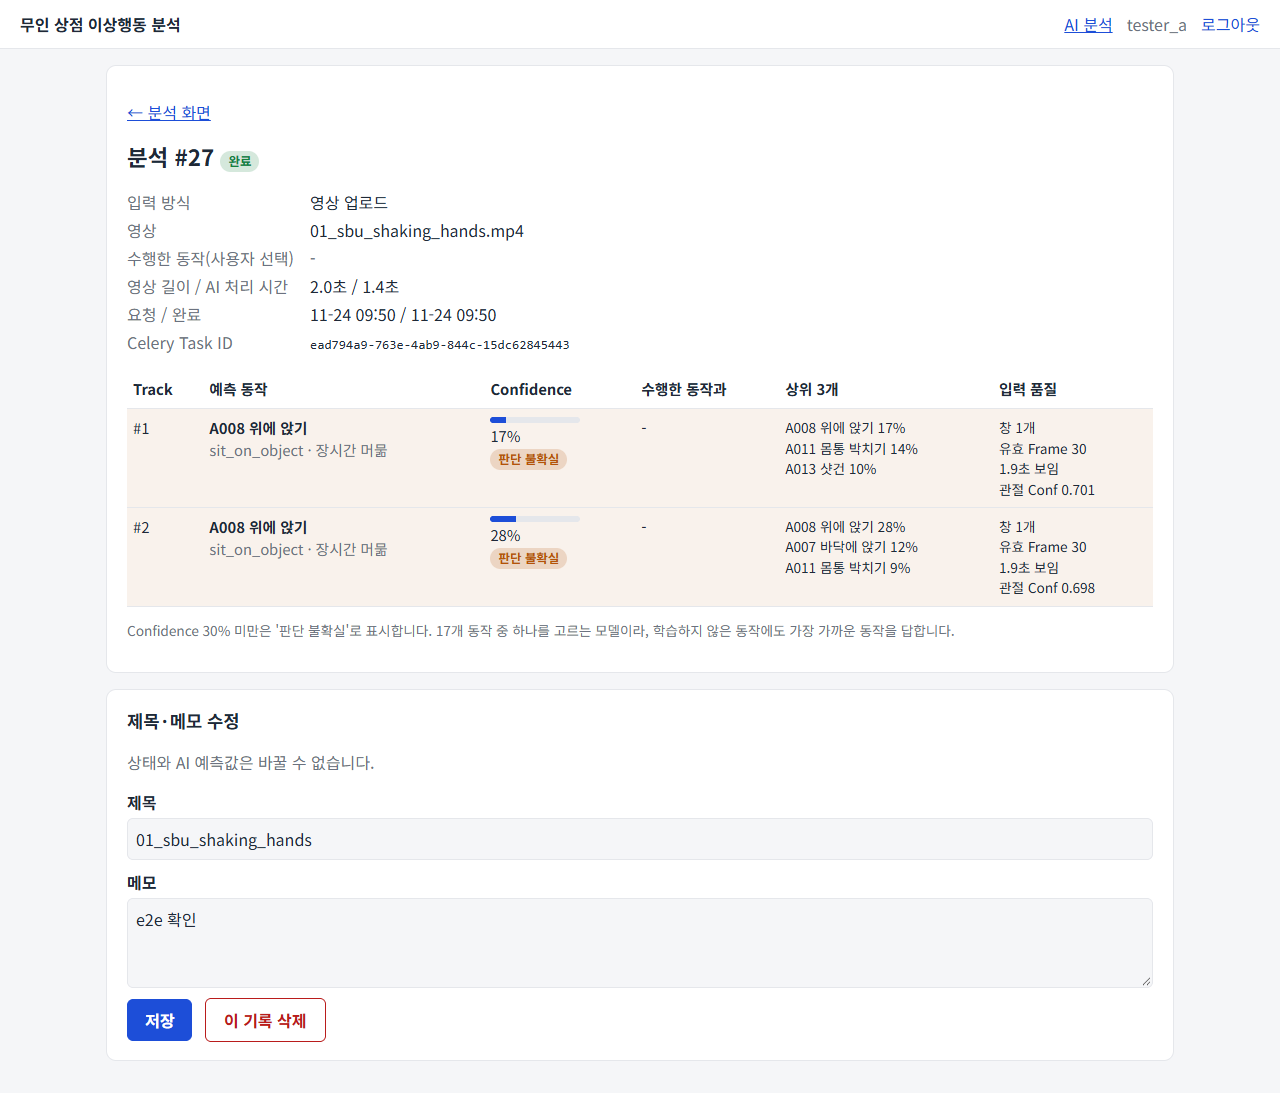 무인 상점 이상행동 분석
AI 분석 tester_a 로그아웃
← 분석 화면
분석 #27 완료
입력 방식 영상 업로드
영상 01_sbu_shaking_hands.mp4
수행한 동작(사용자 선택) -
영상 길이 / AI 처리 시간 2.0초 / 1.4초
요청 / 완료 11-24 09:50 / 11-24 09:50
Celery Task ID ead794a9-763e-4ab9-844c-15dc62845443
Track 예측 동작 Confidence 수행한 동작과 상위 3개 입력 품질
#1 A008 위에 앉기 17% - A008 위에 앉기 17% 창 1개
sit_on_object · 장시간 머묾 판단 불확실 A011 몸통 박치기 14% 유효 Frame 30
A013 삿건 10% 1.9초 보임
관절 Conf 0.701
#2 A008 위에 앉기 28% - A008 위에 앉기 28% 창 1개
sit_on_object · 장시간 머묾 판단 불확실 A007 바닥에 앉기 12% 유효 Frame 30
A011 몸통 박치기 9% 1.9초 보임
관절 Conf 0.698
Confidence 30% 미만은 '판단 불확실'로 표시합니다. 17개 동작 중 하나를 고르는 모델이라, 학습하지 않은 동작에도 가장 가까운 동작을 답합니다.
제목·메모 수정
상태와 AI 예측값은 바꿀 수 없습니다.
제목
01_sbu_shaking_hands
메모
e2e 확인
저장 이 기록 삭제